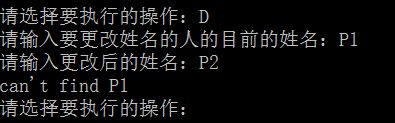 请选择要执行的操作：D
请输入要更改姓名的人的目前的姓名：P1
请输入更改后的姓名：P2
can't find P1
请选择要执行的操作：